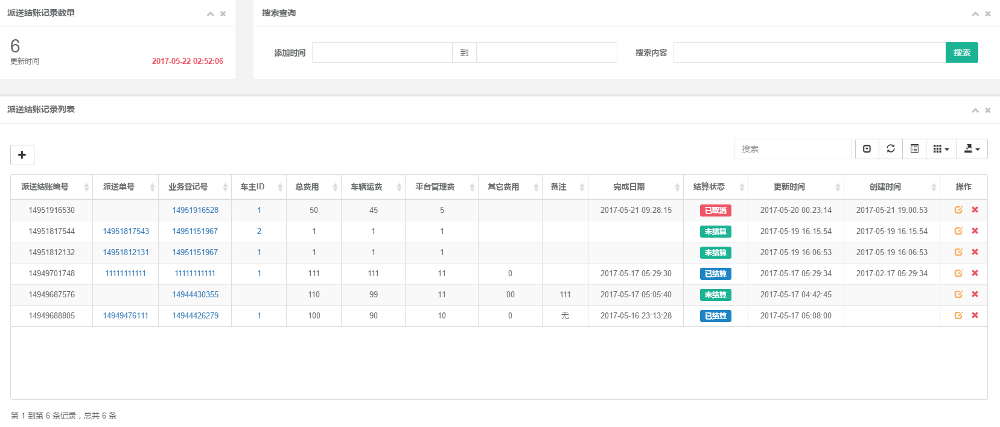 派送结账记录数量
6
更新时间 2017-05-22 02:52:06
搜索查询
添加时间 到 搜索内容 搜索
派送结账记录列表
搜索
派送结账编号 派送单号 业务登记号 车主ID 总费用 车辆运费 平台管理费 其它费用 备注 完成日期 结算状态 更新时间 创建时间 操作
14951916530 14951916528 1 50 45 5 2017-05-21 09:28:15 已取消 2017-05-20 00:23:14 2017-05-21 19:00:53
14951817544 14951817543 14951151967 2 1 1 1 未结算 2017-05-19 16:15:54 2017-05-19 16:15:54
14951812132 14951812131 14951151967 1 1 1 1 未结算 2017-05-19 16:06:53 2017-05-19 16:06:53
14949701748 11111111111 11111111111 1 111 111 11 0 2017-05-17 05:29:30 已结算 2017-05-17 05:29:34 2017-02-17 05:29:34
14949687576 14944430355 110 99 11 00 111 2017-05-17 05:05:40 未结算 2017-05-17 04:42:45
14949688805 14949476111 14944426279 1 100 90 10 0 无 2017-05-16 23:13:28 已结算 2017-05-17 05:08:00
第 1 到第 6 条记录，总共 6 条